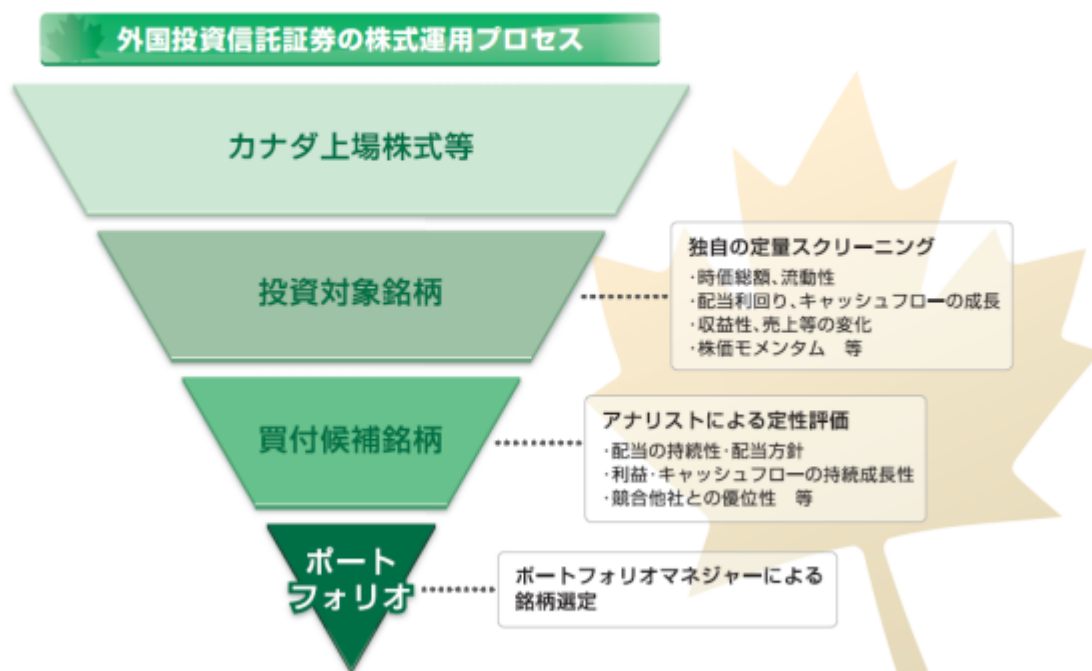 外国投資信託証券の株式運用プロセス
カナダ上場株式等
投資対象銘柄
独自の定量スクリーニング
・時価総額、流動性
・配当利回り、キャッシュフローの成長
・収益性、売上等の変化
・株価モメンタム　等
買付候補銘柄
アナリストによる定性評価
・配当の持続性・配当方針
・利益・キャッシュフローの持続成長性
・競合他社との優位性　等
ポート
フォリオ
ポートフォリオマネジャーによる
銘柄選定